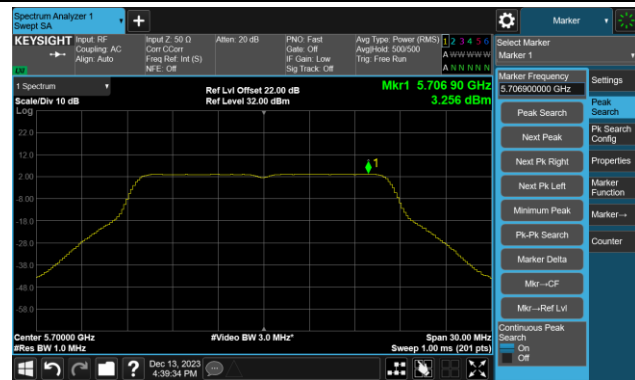 Spectrum Analyzer 1
Swept SA
Marker
KEYSIGHT
Input: RF
Coupling: AC
Align: Auto
Input Z: 50 Ω
Corr CCorr
Freq Ref: Int (S)
NFE: Off
Atten: 20 dB
PNO: Fast
Gate: Off
IF Gain: Low
Sig Track: Off
Avg Type: Power (RMS)
Avg|Hold: 500/500
Trig: Free Run
1 2 3 4 5 6
A W W W W W
A N N N N N
Select Marker
Marker 1
1 Spectrum
Scale/Div 10 dB
Log
Ref Lvl Offset 22.00 dB
Ref Level 32.00 dBm
Mkr1 5.706 90 GHz
3.256 dBm
22.0
12.0
2.00
-8.00
-18.0
-28.0
-38.0
-48.0
-58.0
1
Center 5.70000 GHz
#Res BW 1.0 MHz
#Video BW 3.0 MHz*
Span 30.00 MHz
Sweep 1.00 ms (201 pts)
Marker Frequency
5.706900000 GHz
Peak Search
Next Peak
Next Pk Right
Next Pk Left
Minimum Peak
Pk-Pk Search
Marker Delta
Mkr→CF
Mkr→Ref Lvl
Continuous Peak
Search
On
Off
Settings
Peak
Search
Pk Search
Config
Properties
Marker
Function
Marker→
Counter
?
Dec 13, 2023
4:39:34 PM